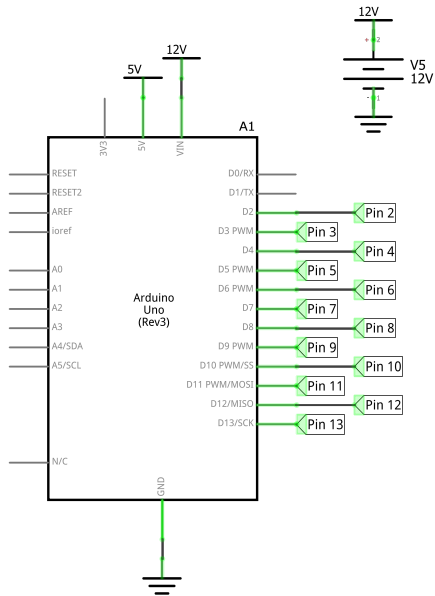 12V
+
2
V5
12V
-
1
12V
5V
A1
3V3
5V
VIN
RESET
RESET2
AREF
ioref
A0
A1
A2
A3
A4/SDA
A5/SCL
N/C
Arduino
Uno
(Rev3)
D0/RX
D1/TX
D2
D3 PWM
D4
D5 PWM
D6 PWM
D7
D8
D9 PWM
D10 PWM/SS
D11 PWM/MOSI
D12/MISO
D13/SCK
Pin 2
Pin 3
Pin 4
Pin 5
Pin 6
Pin 7
Pin 8
Pin 9
Pin 10
Pin 11
Pin 12
Pin 13
GND